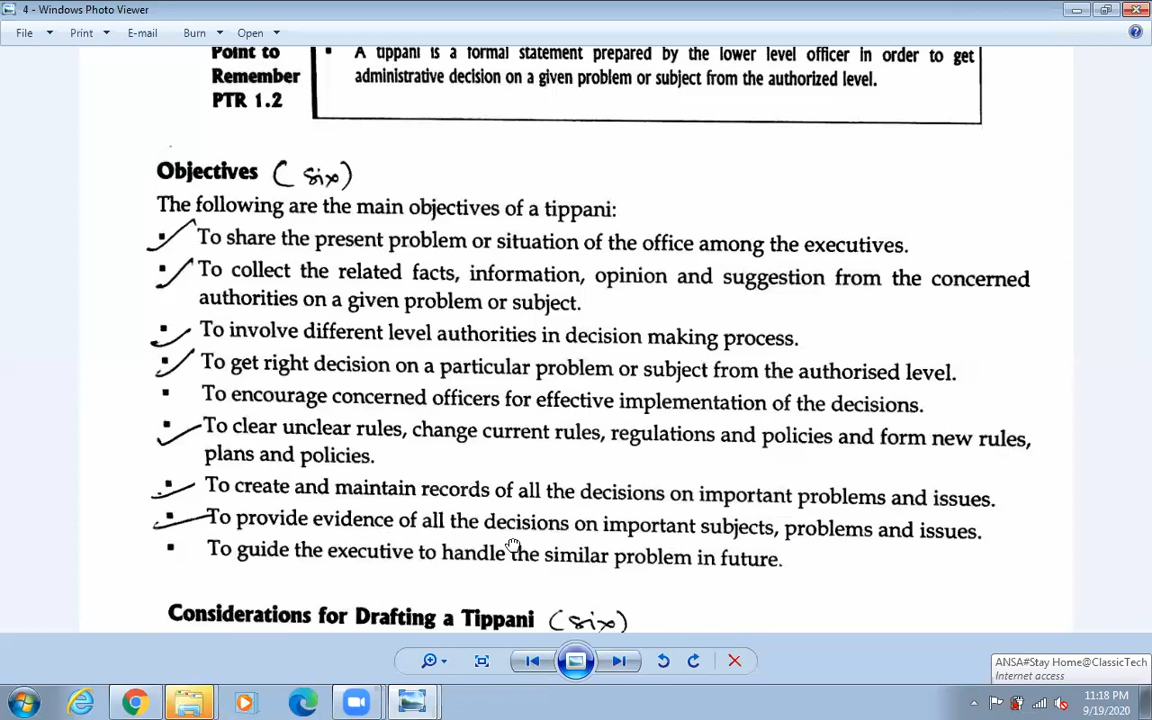 4 - Windows Photo Viewer
File Print E-mail Burn Open
Point to
Remember
PTR 1.2
▪ A tippani is a formal statement prepared by the lower level officer in order to get
administrative decision on a given problem or subject from the authorized level.
Objectives (six)
The following are the main objectives of a tippani:
▪ To share the present problem or situation of the office among the executives.
▪ To collect the related facts, information, opinion and suggestion from the concerned
authorities on a given problem or subject.
▪ To involve different level authorities in decision making process.
▪ To get right decision on a particular problem or subject from the authorised level.
▪ To encourage concerned officers for effective implementation of the decisions.
▪ To clear unclear rules, change current rules, regulations and policies and form new rules,
plans and policies.
▪ To create and maintain records of all the decisions on important problems and issues.
▪ To provide evidence of all the decisions on important subjects, problems and issues.
▪ To guide the executive to handle the similar problem in future.
Considerations for Drafting a Tippani (six)
ANSA#Stay Home@ClassicTech
Internet access
11:18 PM
9/19/2020